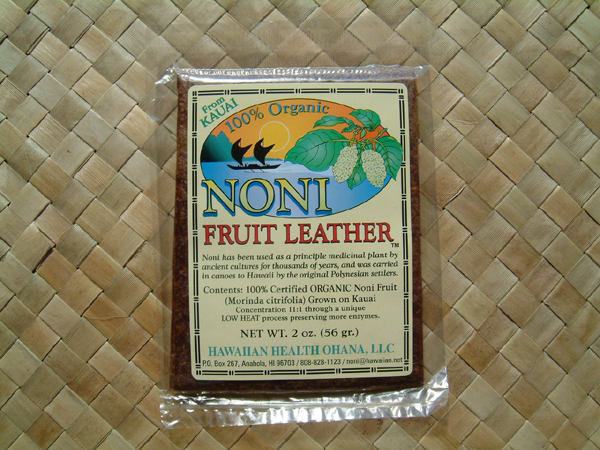 From
KAUAI
100% Organic
NONI
FRUIT LEATHER™
Noni has been used as a principle medicinal plant by
ancient cultures for thousands of years, and was carried
in canoes to Hawaii by the original Polynesian settlers.
Contents: 100% Certified ORGANIC Noni Fruit
(Morinda citrifolia) Grown on Kauai
Concentration 11:1 through a unique
LOW HEAT process preserving more enzymes.
NET WT. 2 oz. (56 gr.)
HAWAIIAN HEALTH OHANA, LLC
P.O. Box 267, Anahola, HI 96703 / 808-828-1123 / noni@hawaiian.net